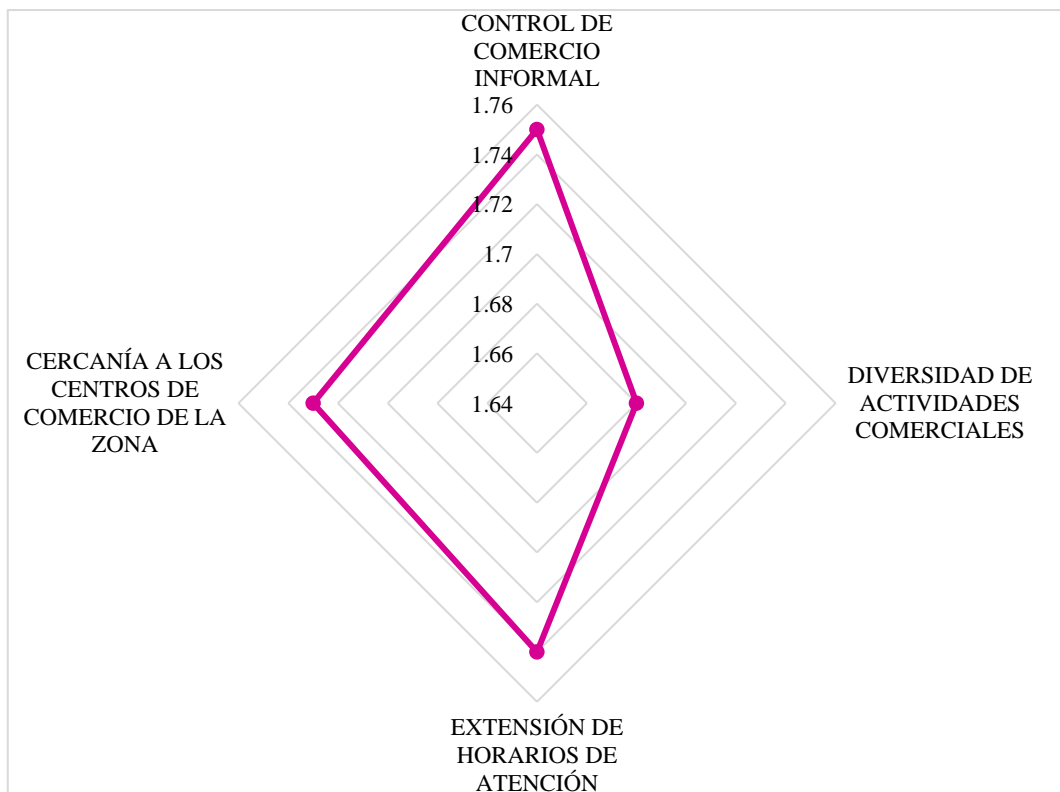 CONTROL DE
COMERCIO
INFORMAL
1.76
1.74
1.72
1.7
1.68
1.66
1.64
CERCANÍA A LOS
CENTROS DE
COMERCIO DE LA
ZONA
DIVERSIDAD DE
ACTIVIDADES
COMERCIALES
EXTENSIÓN DE
HORARIOS DE
ATENCIÓN